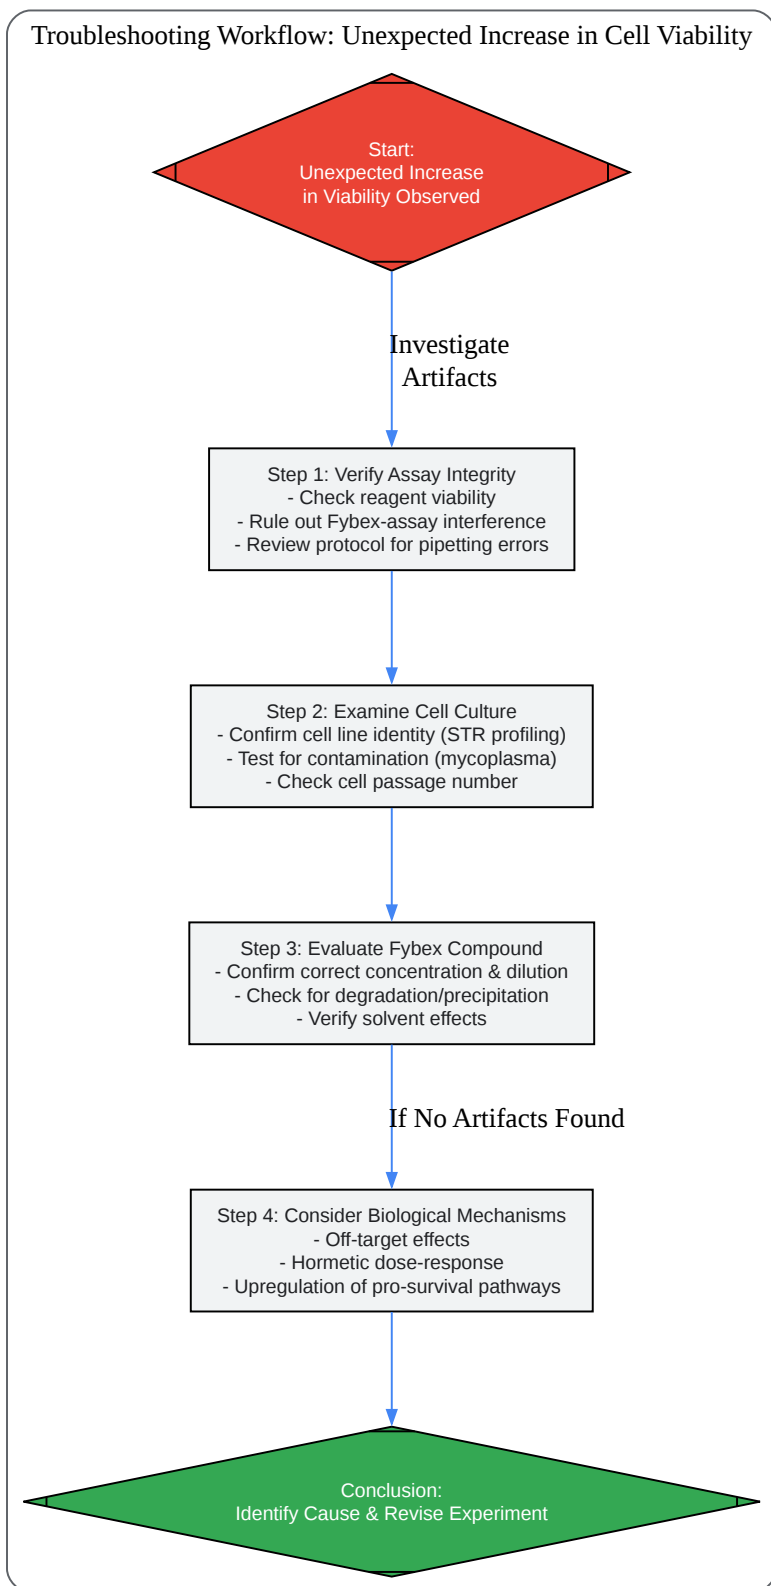 Troubleshooting Workflow: Unexpected Increase in Cell Viability
Start:
Unexpected Increase
in Viability Observed
Investigate
Artifacts
Step 1: Verify Assay Integrity
- Check reagent viability
- Rule out Fybex-assay interference
- Review protocol for pipetting errors
Step 2: Examine Cell Culture
- Confirm cell line identity (STR profiling)
- Test for contamination (mycoplasma)
- Check cell passage number
Step 3: Evaluate Fybex Compound
- Confirm correct concentration & dilution
- Check for degradation/precipitation
- Verify solvent effects
If No Artifacts Found
Step 4: Consider Biological Mechanisms
- Off-target effects
- Hormetic dose-response
- Upregulation of pro-survival pathways
Conclusion:
Identify Cause & Revise Experiment